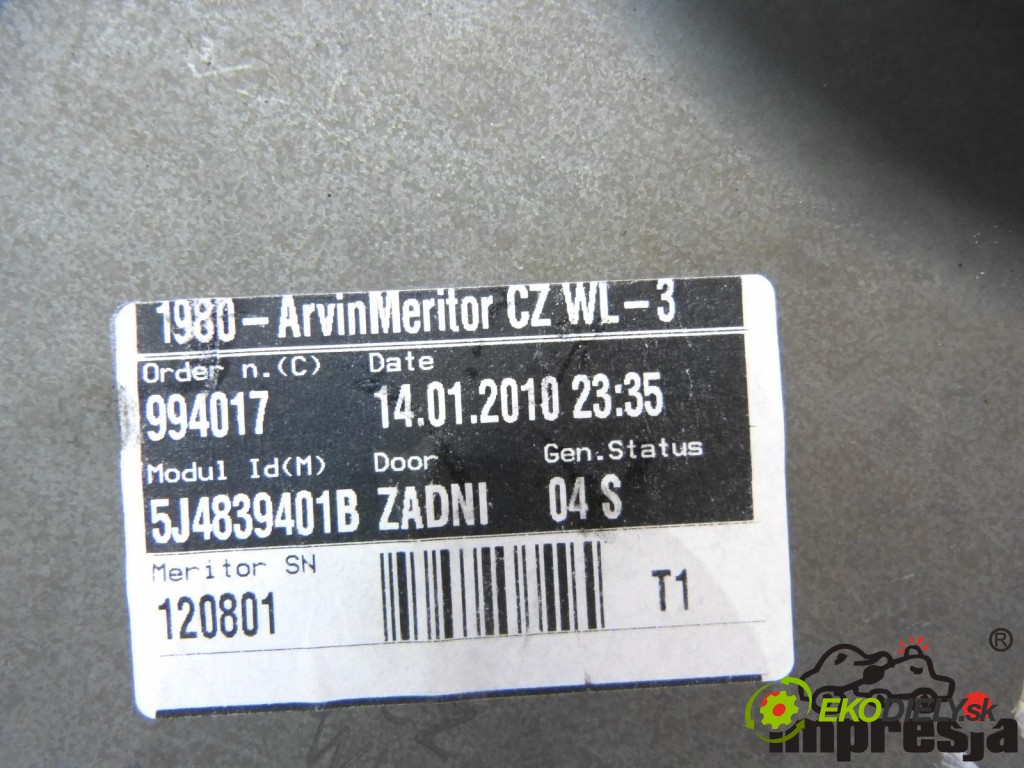 1980-ArvinMeritor CZ WL-3
Order n.(C) Date
994017 14.01.2010 23:35
Modul Id(M) Door Gen.Status
5J4839401B ZADNI 04 S
Meritor SN
120801 T1
®
EKODIELY.sk
impresja